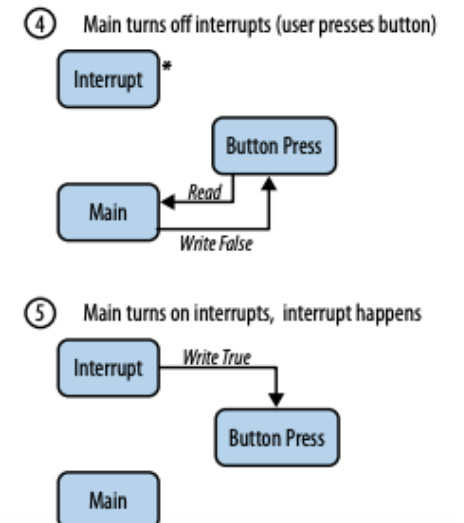 4 Main turns off interrupts (user presses button)
Interrupt *
Button Press
Read
Main
Write False
5 Main turns on interrupts, interrupt happens
Interrupt
Write True
Button Press
Main